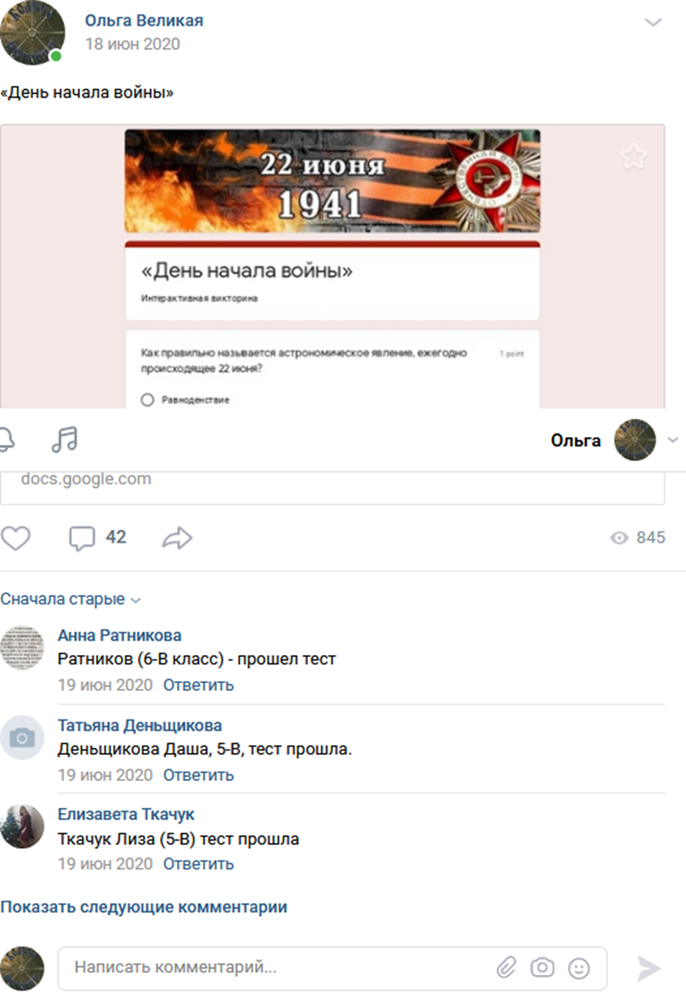 Ольга Великая
18 июн 2020
«День начала войны»
22 июня
1941
ОТЕЧЕСТВЕННАЯ ВОЙНА
«День начала войны»
Интерактивная викторина
Как правильно называется астрономическое явление, ежегодно
происходящее 22 июня?
1 point
Равноденствие
Ольга
docs.google.com
42
845
Сначала старые
Анна Ратникова
Ратников (6-В класс) - прошел тест
19 июн 2020 Ответить
Татьяна Деньщикова
Деньщикова Даша, 5-В, тест прошла.
19 июн 2020 Ответить
Елизавета Ткачук
Ткачук Лиза (5-В) тест прошла
19 июн 2020 Ответить
Показать следующие комментарии
Написать комментарий...